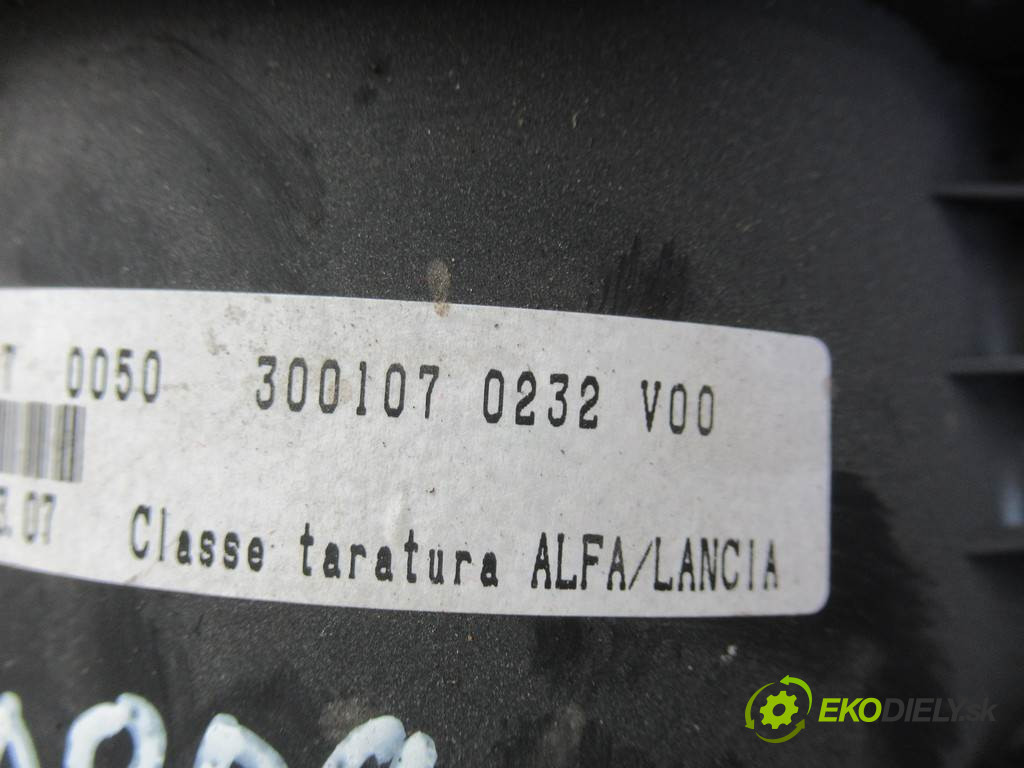 T 0050 300107 0232 V00
.07
Classe taratura ALFA/LANCIA
EKODIELY.sk